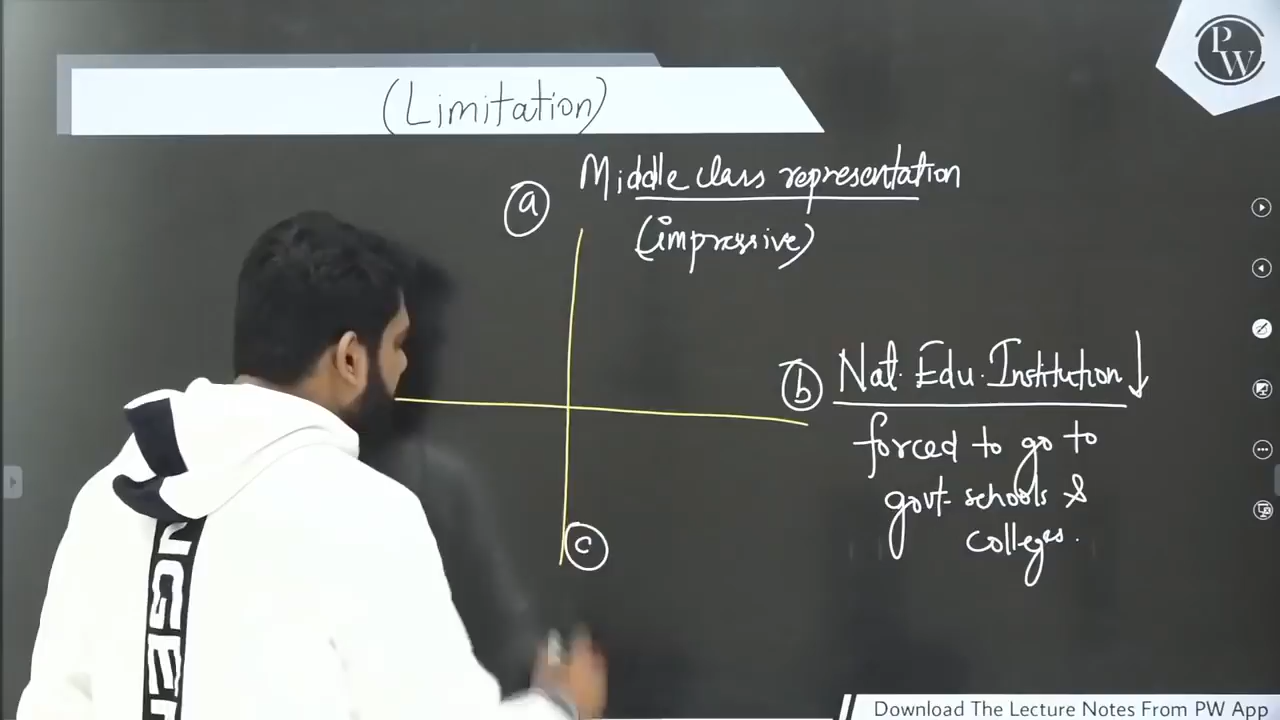 PW
(Limitation)
a Middle class representation
(impressive)
b Nat. Edu. Institution ↓
forced to go to
govt- schools &
colleges.
c
NGER
Download The Lecture Notes From PW App